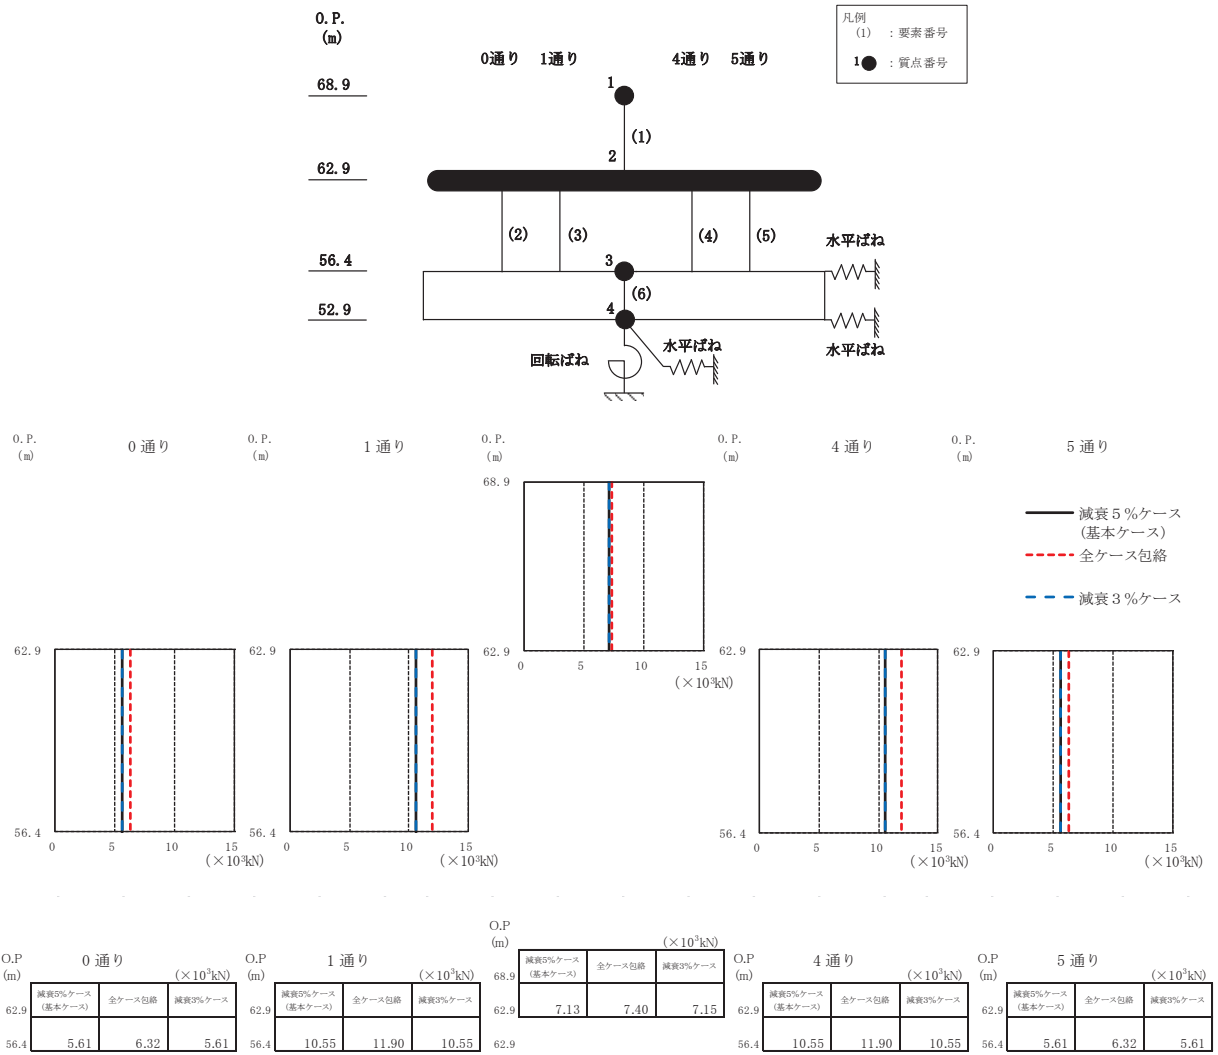 O.P.
(m)
凡例
(1) ：要素番号
1 ：質点番号
0通り 1通り 4通り 5通り
68.9
1
(1)
2
62.9
(2) (3) (4) (5)
水平ばね
56.4
3
(6)
52.9
4
水平ばね
水平ばね
回転ばね
O.P.
(m)
0 通り
62.9
56.4
0 5 10 15
(×10³kN)
O.P.
(m)
1 通り
62.9
56.4
0 5 10 15
(×10³kN)
O.P.
(m)
68.9
62.9
0 5 10 15
(×10³kN)
O.P.
(m)
4 通り
62.9
56.4
0 5 10 15
(×10³kN)
O.P.
(m)
5 通り
62.9
56.4
0 5 10 15
(×10³kN)
減衰５%ケース
(基本ケース)
全ケース包絡
減衰３%ケース
O.P
(m)
0 通り
(×10³kN)
減衰5%ケース
(基本ケース)
全ケース包絡
減衰3%ケース
62.9
56.4 5.61 6.32 5.61
O.P
(m)
1 通り
(×10³kN)
減衰5%ケース
(基本ケース)
全ケース包絡
減衰3%ケース
62.9
56.4 10.55 11.90 10.55
O.P
(m)
(×10³kN)
減衰5%ケース
(基本ケース)
全ケース包絡
減衰3%ケース
68.9
62.9 7.13 7.40 7.15
62.9
O.P
(m)
4 通り
(×10³kN)
減衰5%ケース
(基本ケース)
全ケース包絡
減衰3%ケース
62.9
56.4 10.55 11.90 10.55
O.P
(m)
5 通り
(×10³kN)
減衰5%ケース
(基本ケース)
全ケース包絡
減衰3%ケース
62.9
56.4 5.61 6.32 5.61